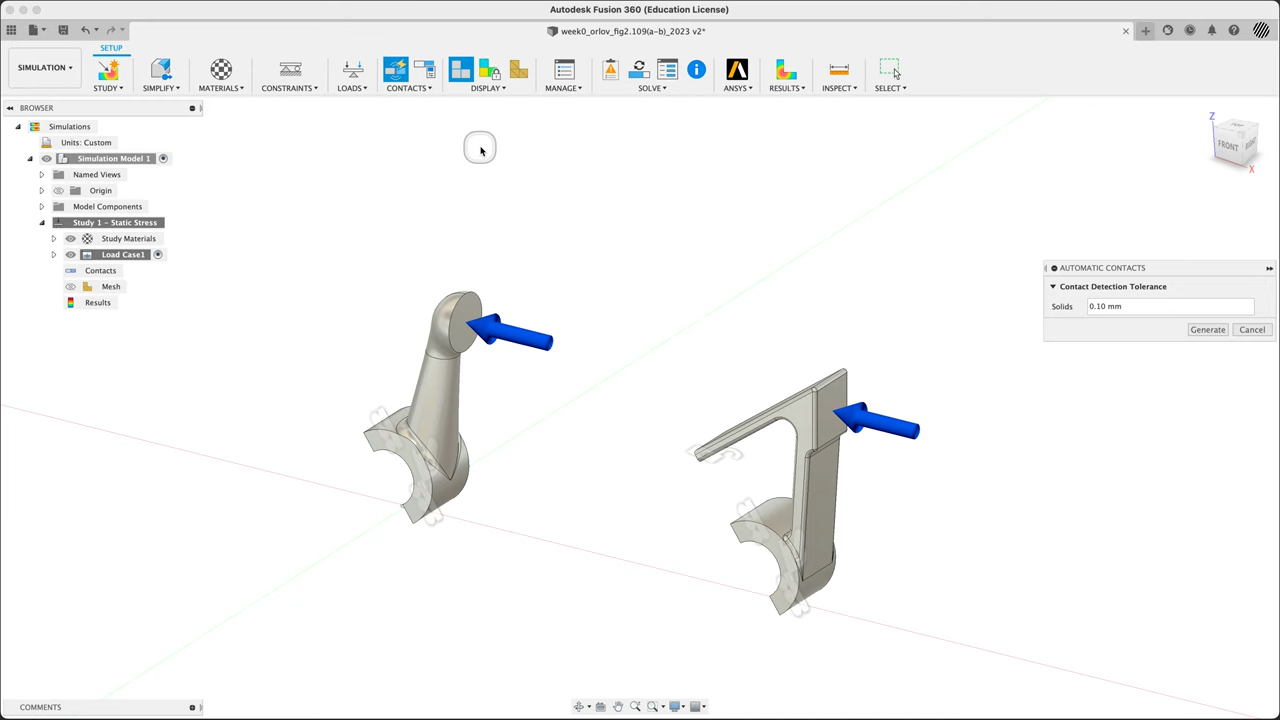 Autodesk Fusion 360 (Education License)
week0_orlov_fig2.109(a-b)_2023 v2*
SIMULATION
SETUP
STUDY
SIMPLIFY
MATERIALS
CONSTRAINTS
LOADS
CONTACTS
DISPLAY
MANAGE
SOLVE
ANSYS
RESULTS
INSPECT
SELECT
BROWSER
Simulations
Units: Custom
Simulation Model 1
Named Views
Origin
Model Components
Study 1 - Static Stress
Study Materials
Load Case1
Contacts
Mesh
Results
Z
TOP
FRONT
RIGHT
X
AUTOMATIC CONTACTS
Contact Detection Tolerance
Solids 0.10 mm
Generate Cancel
COMMENTS